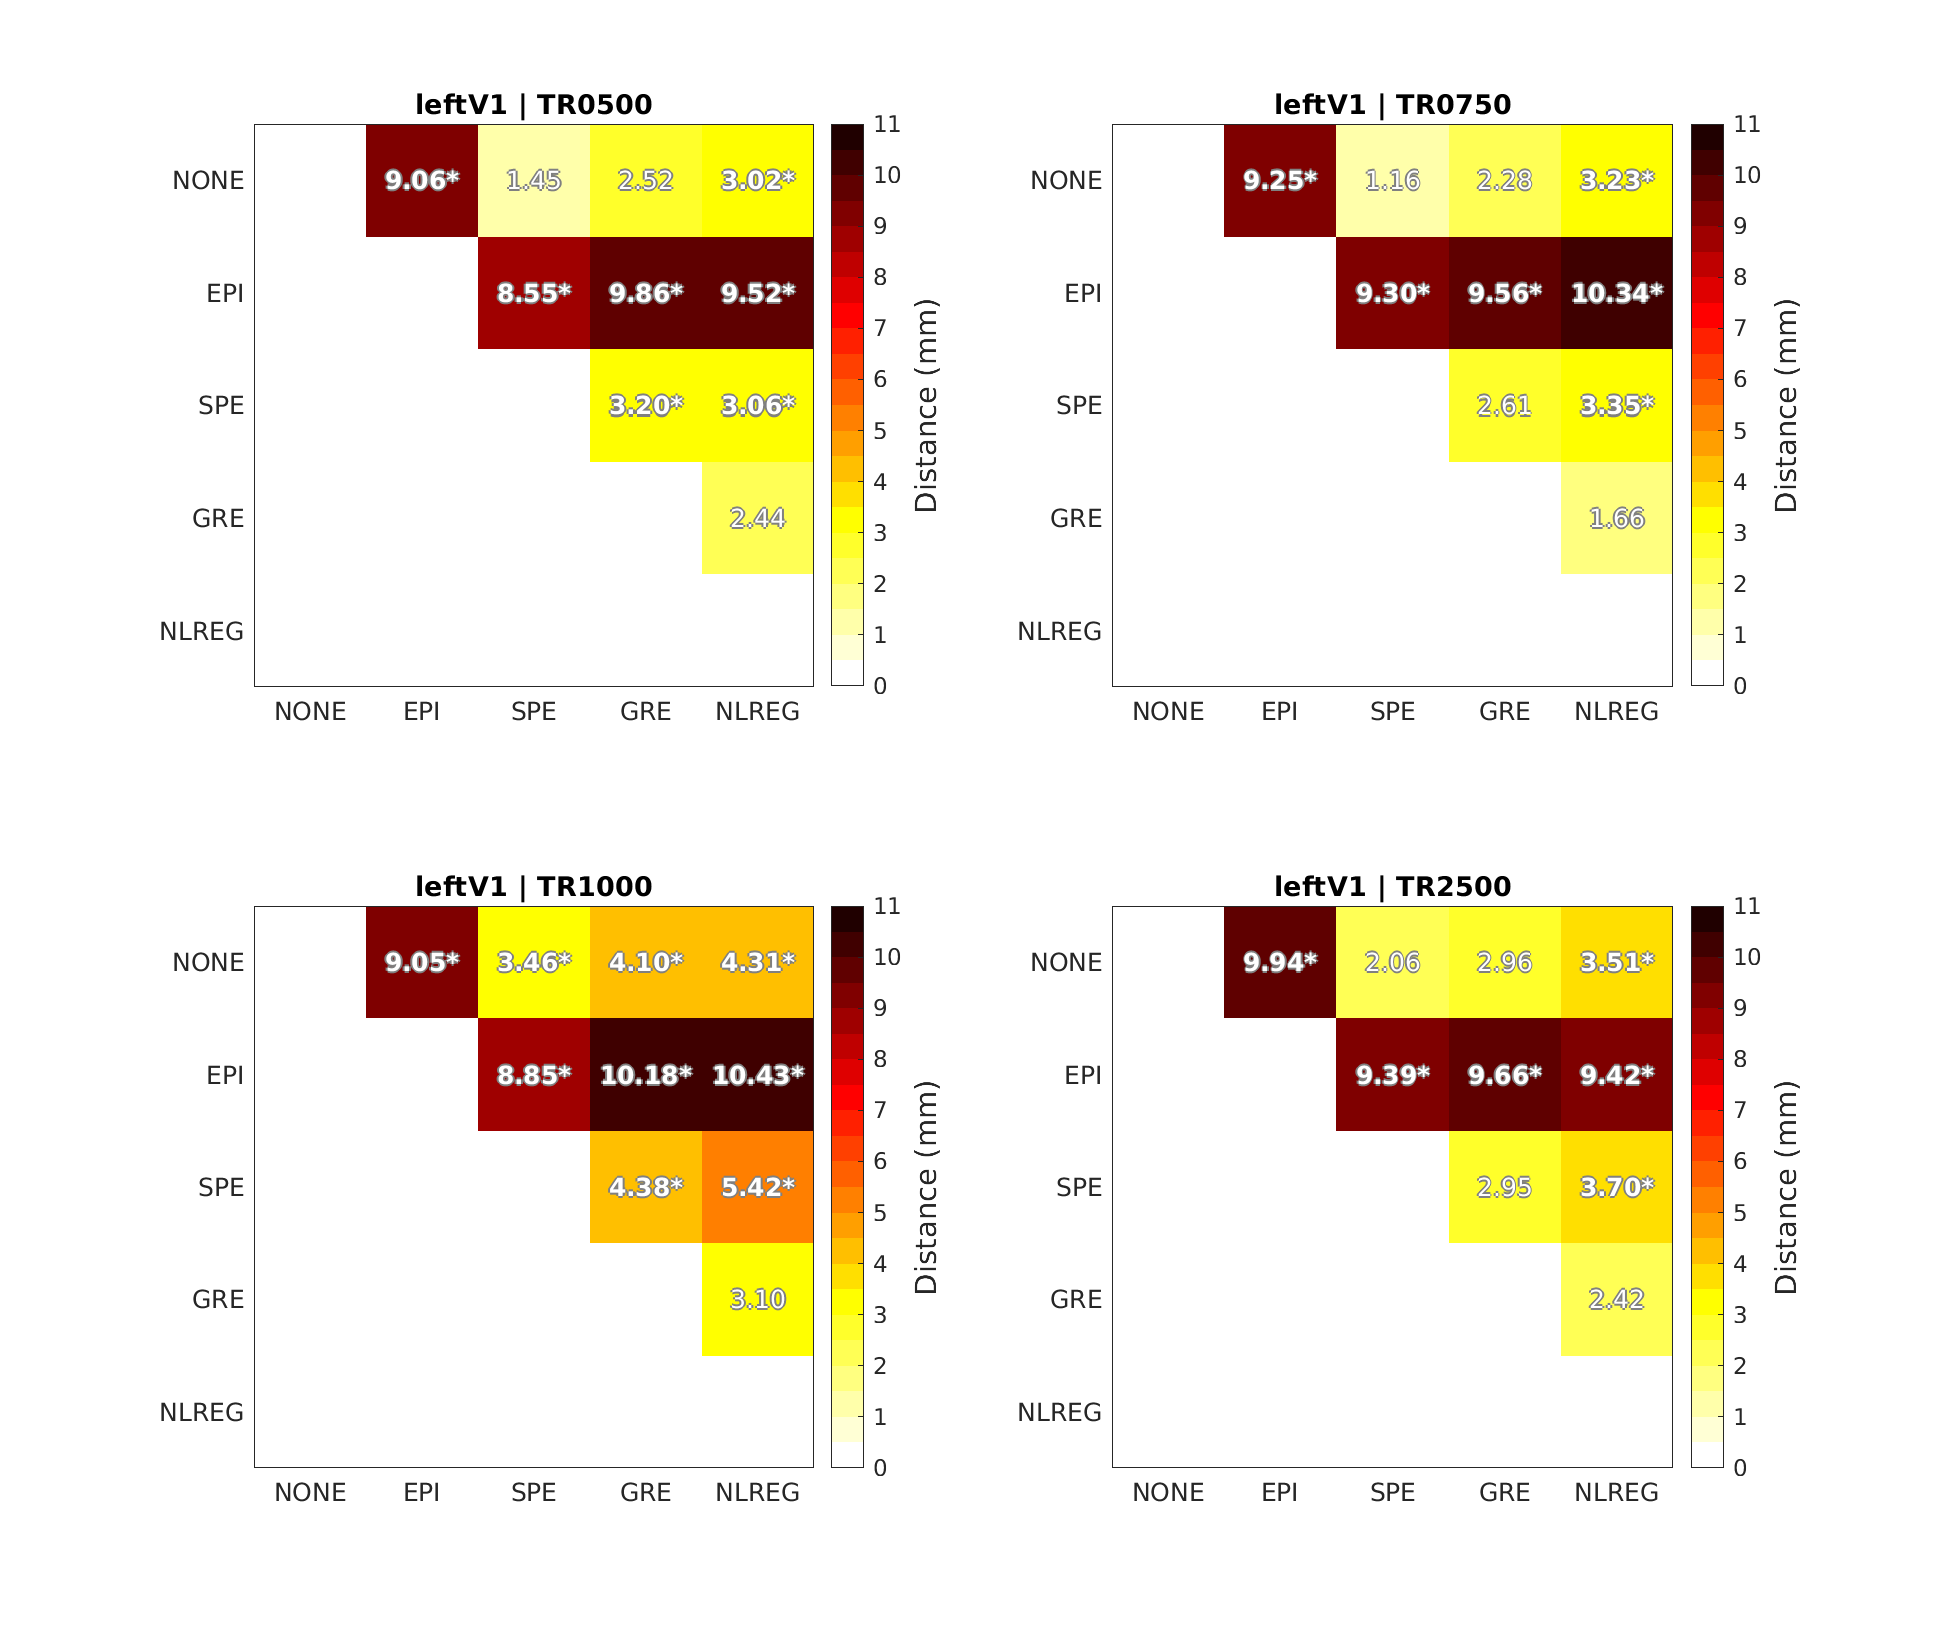 leftV1 | TR0500
NONE 9.06* 1.45 2.52 3.02*
EPI 8.55* 9.86* 9.52*
SPE 3.20* 3.06*
GRE 2.44
NLREG
NONE EPI SPE GRE NLREG
11
10
9
8
7
6
5
4
3
2
1
0
Distance (mm)
leftV1 | TR0750
NONE 9.25* 1.16 2.28 3.23*
EPI 9.30* 9.56* 10.34*
SPE 2.61 3.35*
GRE 1.66
NLREG
NONE EPI SPE GRE NLREG
11
10
9
8
7
6
5
4
3
2
1
0
Distance (mm)
leftV1 | TR1000
NONE 9.05* 3.46* 4.10* 4.31*
EPI 8.85* 10.18* 10.43*
SPE 4.38* 5.42*
GRE 3.10
NLREG
NONE EPI SPE GRE NLREG
11
10
9
8
7
6
5
4
3
2
1
0
Distance (mm)
leftV1 | TR2500
NONE 9.94* 2.06 2.96 3.51*
EPI 9.39* 9.66* 9.42*
SPE 2.95 3.70*
GRE 2.42
NLREG
NONE EPI SPE GRE NLREG
11
10
9
8
7
6
5
4
3
2
1
0
Distance (mm)